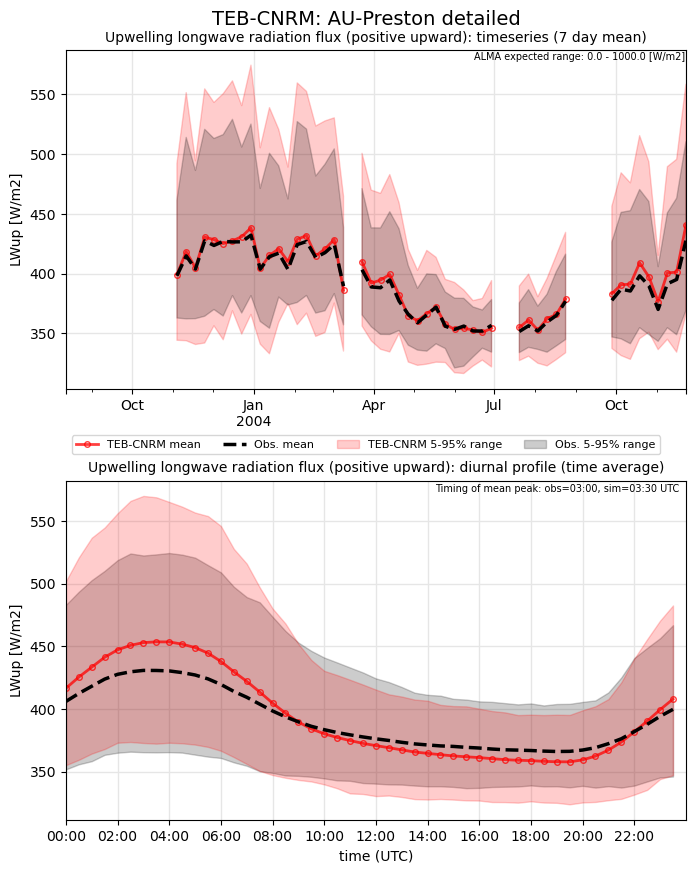 TEB-CNRM: AU-Preston detailed
Upwelling longwave radiation flux (positive upward): timeseries (7 day mean)
ALMA expected range: 0.0 - 1000.0 [W/m2]
LWup [W/m2]
550
500
450
400
350
Oct
Jan
2004
Apr
Jul
Oct
TEB-CNRM mean
Obs. mean
TEB-CNRM 5-95% range
Obs. 5-95% range
Upwelling longwave radiation flux (positive upward): diurnal profile (time average)
Timing of mean peak: obs=03:00, sim=03:30 UTC
LWup [W/m2]
550
500
450
400
350
00:00 02:00 04:00 06:00 08:00 10:00 12:00 14:00 16:00 18:00 20:00 22:00
time (UTC)